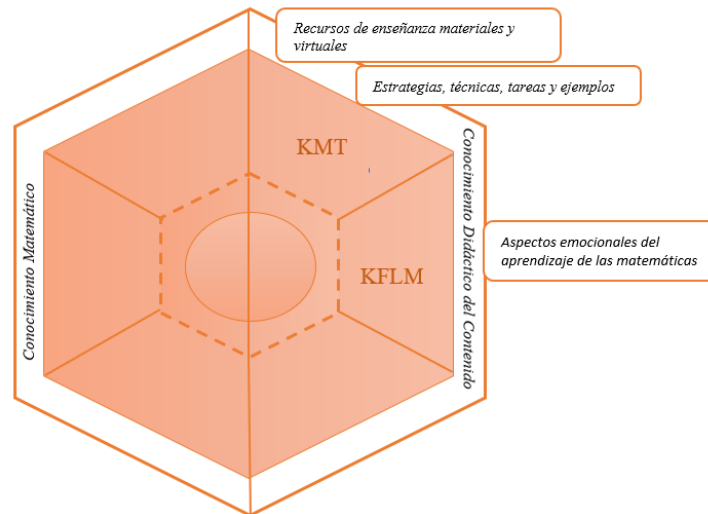 Recursos de enseñanza materiales y
virtuales
Estrategias, técnicas, tareas y ejemplos
KMT
Conocimiento Matemático
Conocimiento Didáctico del Contenido
Aspectos emocionales del
aprendizaje de las matemáticas
KFLM